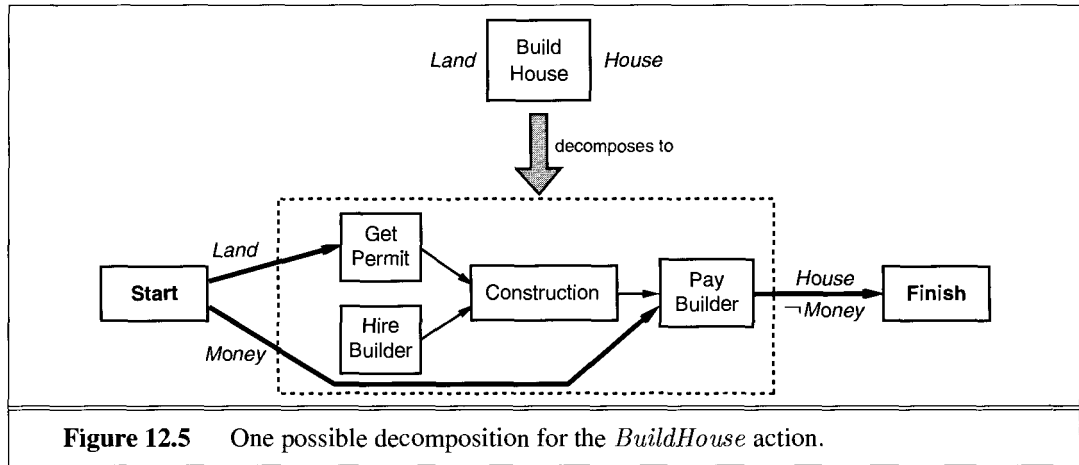 Land
Build
House
House
decomposes to
Land
Get
Permit
Start
Construction
Pay
Builder
House
¬ Money
Finish
Hire
Builder
Money
Figure 12.5 One possible decomposition for the BuildHouse action.